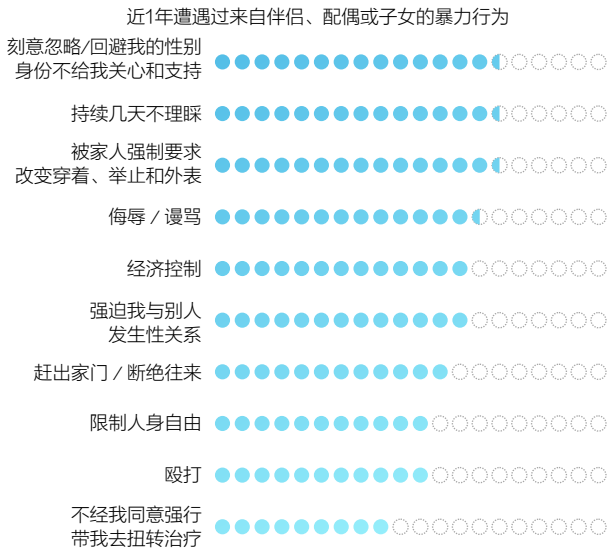 近1年遭遇过来自伴侣、配偶或子女的暴力行为
刻意忽略/回避我的性别
身份不给我关心和支持
持续几天不理睬
被家人强制要求
改变穿着、举止和外表
侮辱 / 谩骂
经济控制
强迫我与别人
发生性关系
赶出家门 / 断绝往来
限制人身自由
殴打
不经我同意强行
带我去扭转治疗